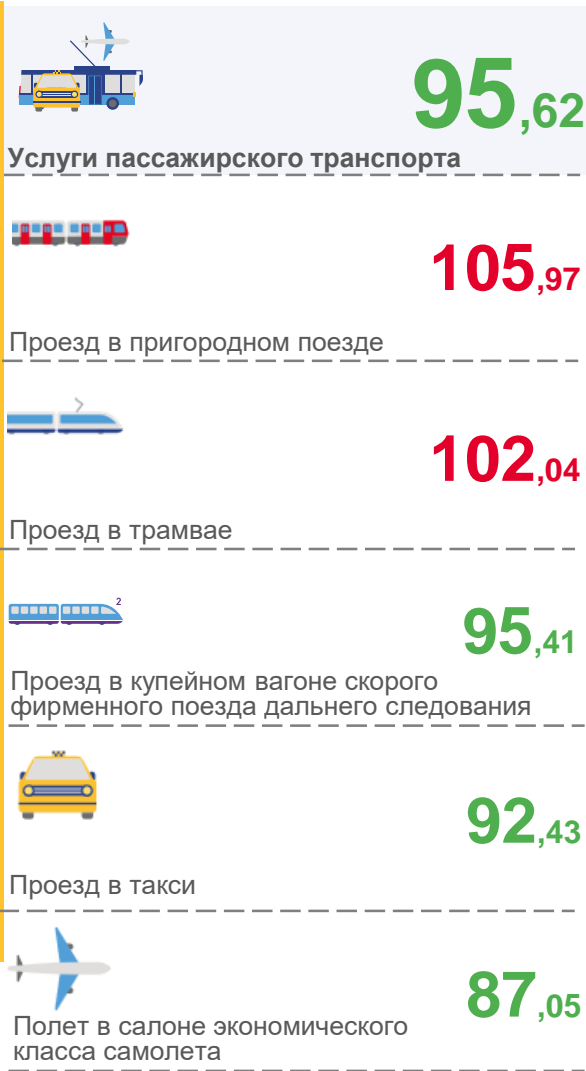 95,62
Услуги пассажирского транспорта
105,97
Проезд в пригородном поезде
102,04
Проезд в трамвае
2
95,41
Проезд в купейном вагоне скорого
фирменного поезда дальнего следования
92,43
Проезд в такси
87,05
Полет в салоне экономического
класса самолета